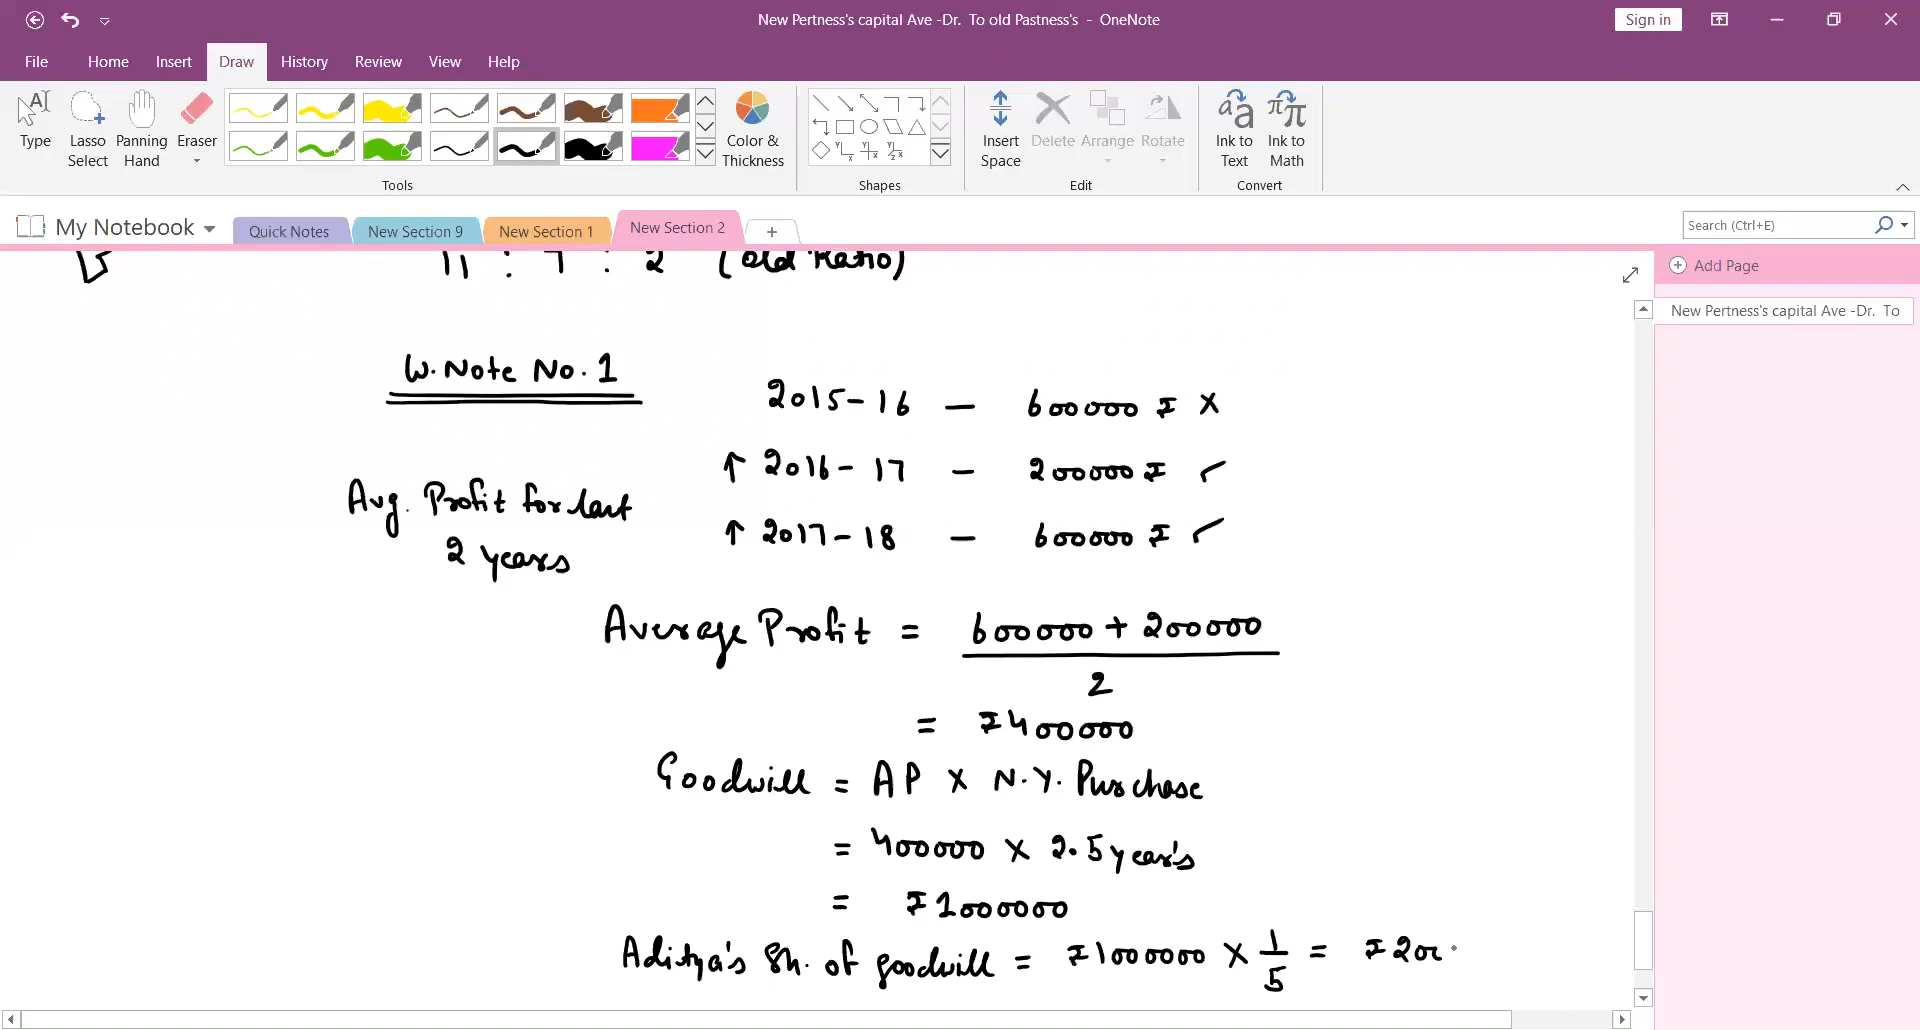 New Pertness's capital Ave -Dr. To old Pastness's - OneNote
Sign in
File Home Insert Draw History Review View Help
Type
Lasso Select
Panning Hand
Eraser
Color & Thickness
Insert Space
Delete
Arrange
Rotate
Ink to Text
Ink to Math
Tools
Shapes
Edit
Convert
My Notebook
Quick Notes
New Section 9
New Section 1
New Section 2
Search (Ctrl+E)
Add Page
New Pertness's capital Ave -Dr. To
11 : 7 : 2 (Old Ratio)
W. Note No. 1
2015-16 - 600000 ₹ ×
↑ 2016-17 - 200000 ₹ ✓
Avg. Profit for last
2 years
↑ 2017-18 - 600000 ₹ ✓
Average Profit = 600000 + 200000
2
= ₹400000
Goodwill = AP × N.Y. Purchase
= 400000 × 2.5 year's
= ₹1000000
Aditya's Sh. of goodwill = ₹1000000 × 1/5 = ₹200